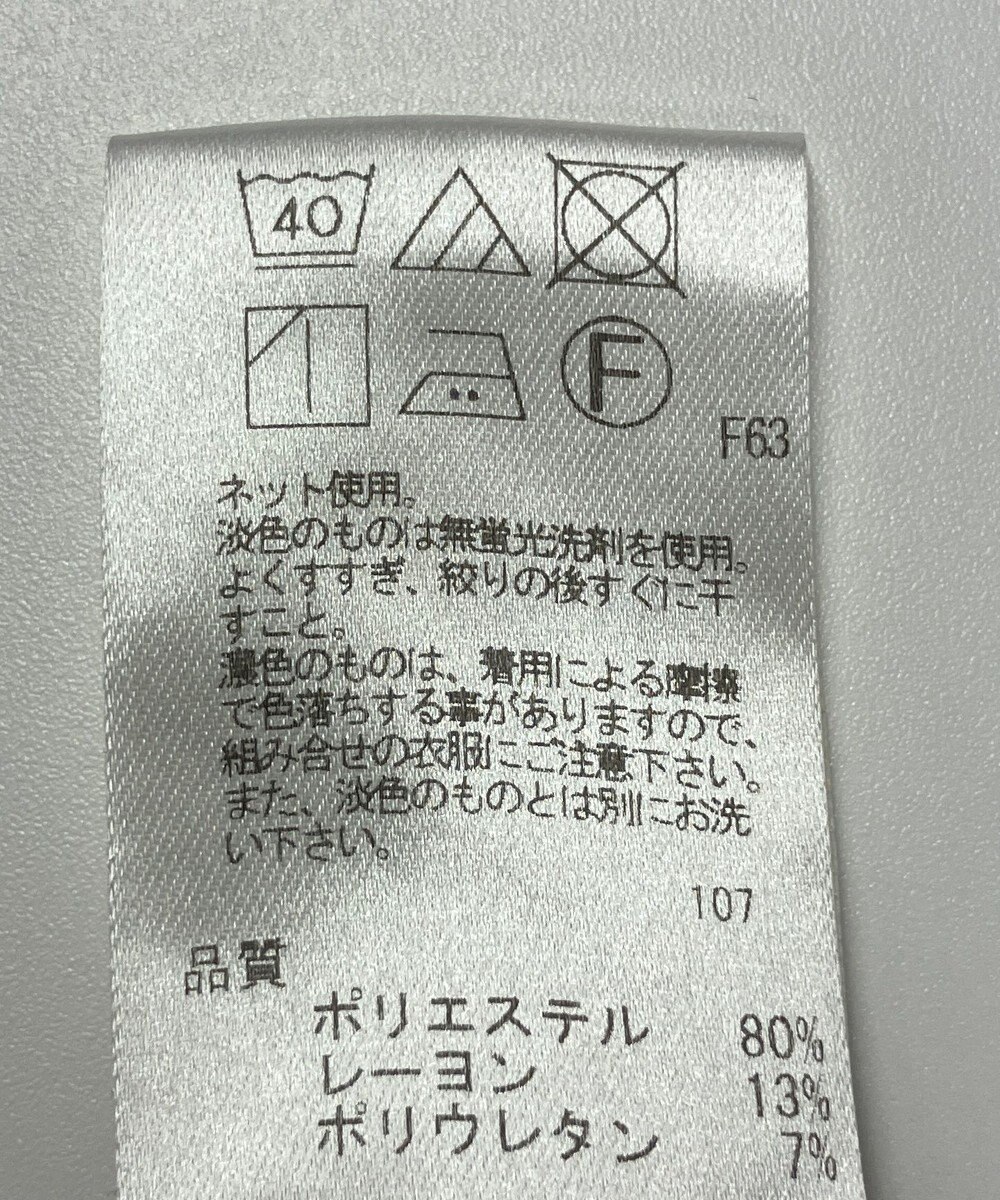 40
F
F63
ネット使用。
淡色のものは無蛍光洗剤を使用。
よくすすぎ、絞りの後すぐに干
すこと。
濃色のものは、着用による摩擦
で色落ちする事がありますので、
組み合せの衣服にご注意下さい。
また、淡色のものとは別にお洗
い下さい。
107
品質
ポリエステル 80%
レーヨン 13%
ポリウレタン 7%